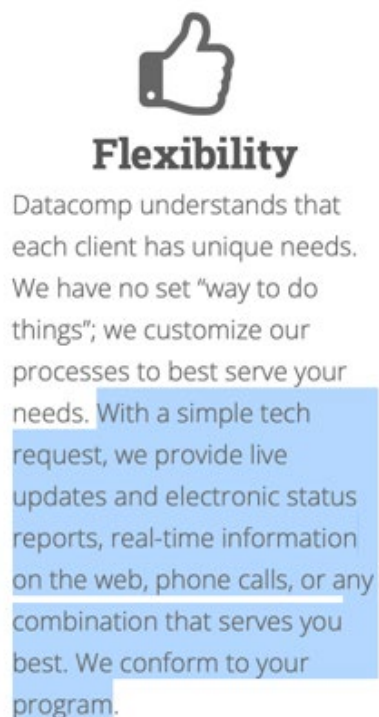 Flexibility
Datacomp understands that
each client has unique needs.
We have no set “way to do
things”; we customize our
processes to best serve your
needs. With a simple tech
request, we provide live
updates and electronic status
reports, real-time information
on the web, phone calls, or any
combination that serves you
best. We conform to your
program.